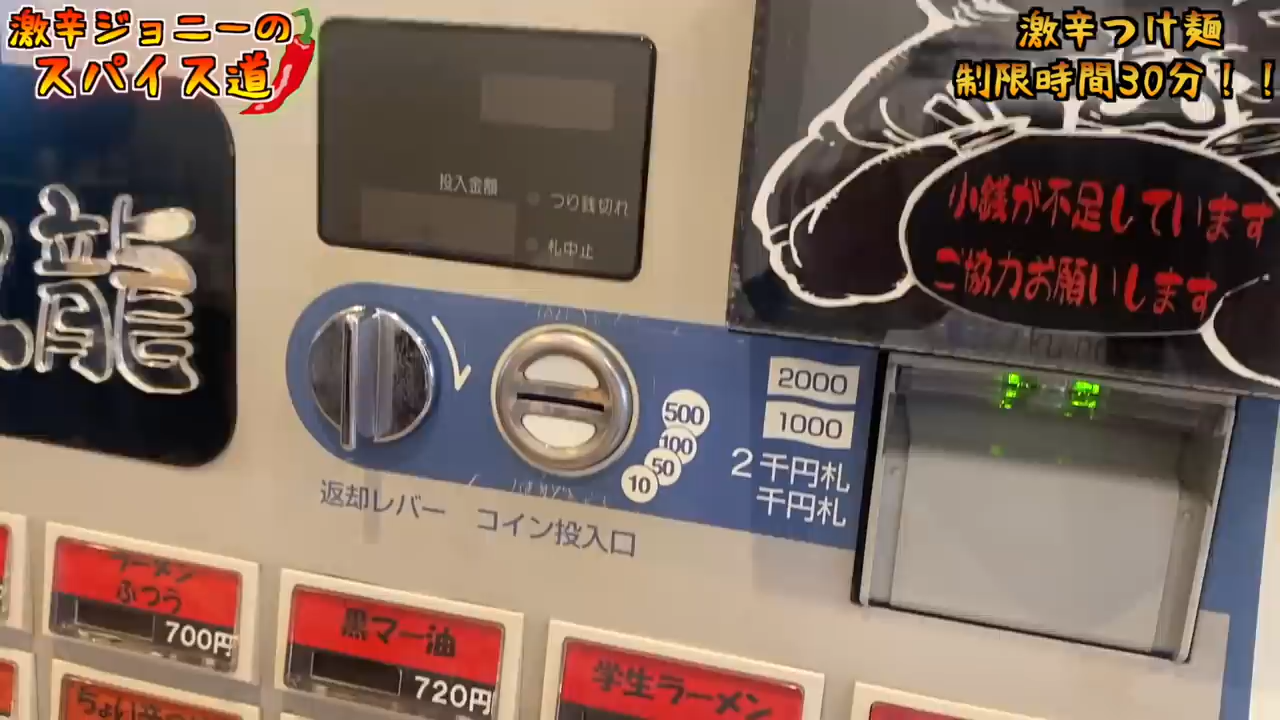 激辛ジョニーの
スパイス道
激辛つけ麺
制限時間30分！！
投入金額
つり銭切れ
札中止
小銭が不足しています
ご協力お願いします
龍
2000
1000
2千円札
千円札
500
100
50
10
返却レバー
コイン投入口
ラーメン
ふつう
700円
黒マー油
720円
学生ラーメン